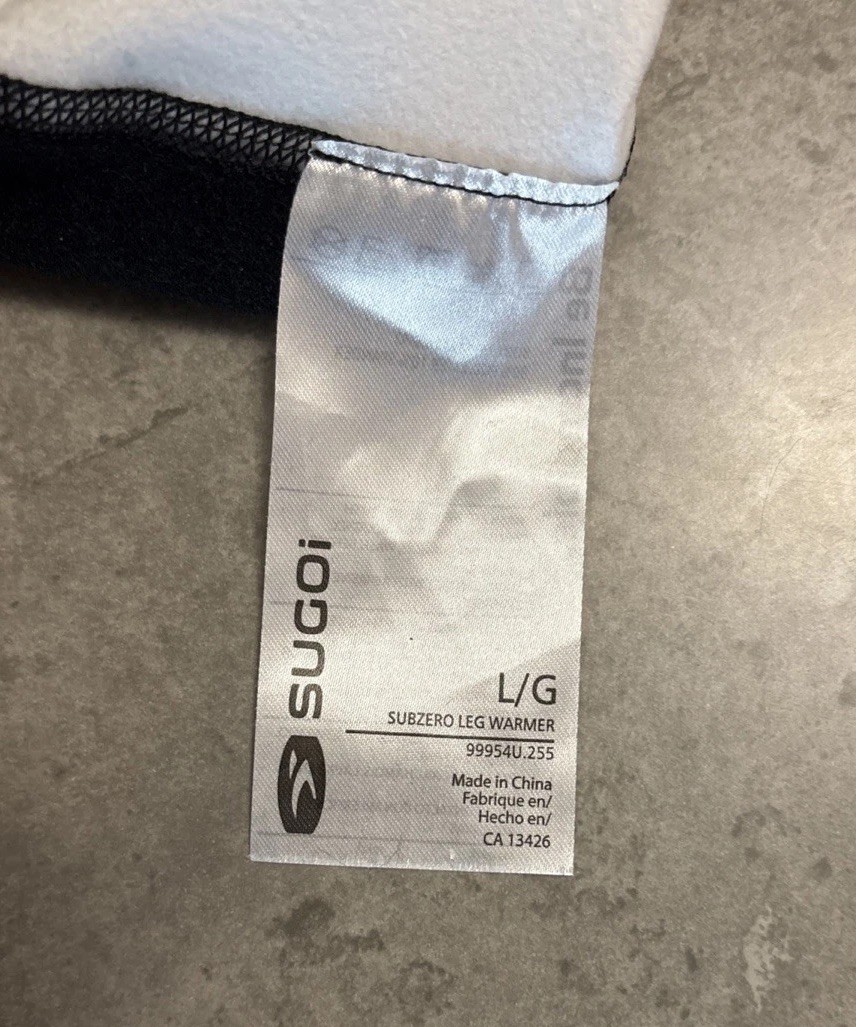 SUGOi
L/G
SUBZERO LEG WARMER
99954U.255
Made in China
Fabrique en/
Hecho en/
CA 13426